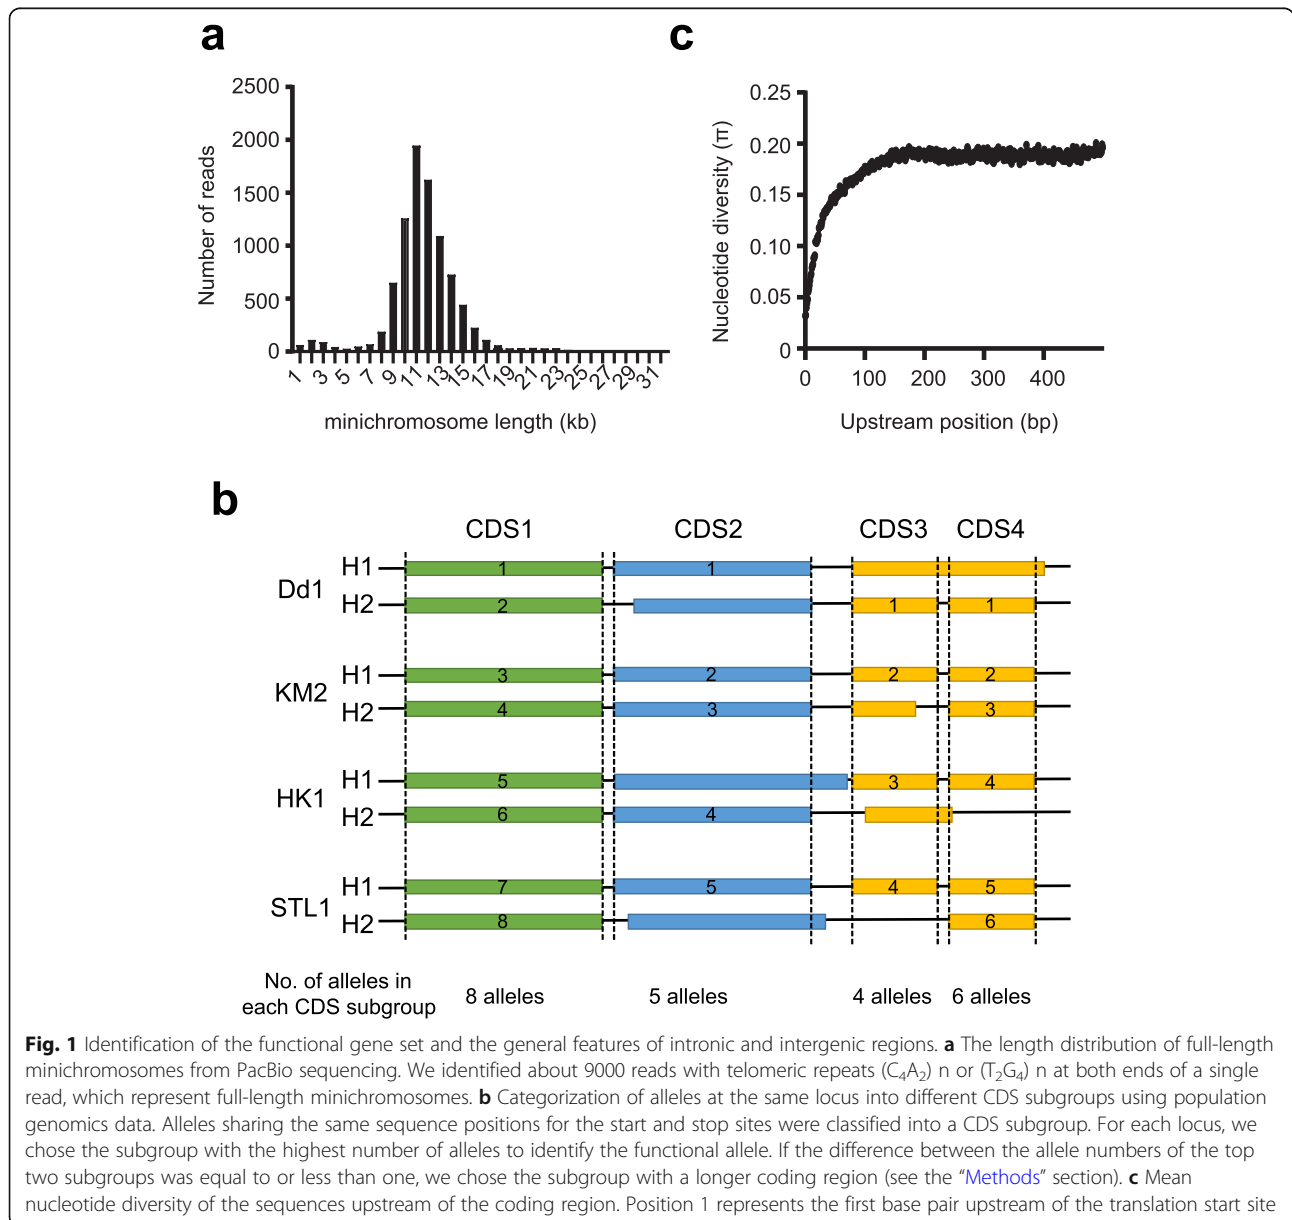 a
2500
2000
1500
1000
500
0
Number of reads
1 3 5 7 9 11 13 15 17 19 21 23 25 27 29 31
minichromosome length (kb)
c
0.25
0.20
0.15
0.10
0.05
0
Nucleotide diversity (π)
0 100 200 300 400
Upstream position (bp)
b
CDS1 CDS2 CDS3 CDS4
Dd1
H1 1 1
H2 2 1 1
KM2
H1 3 2 2 2
H2 4 3 3
HK1
H1 5 3 4
H2 6 4
STL1
H1 7 5 4 5
H2 8 6
No. of alleles in
each CDS subgroup
8 alleles 5 alleles 4 alleles 6 alleles
Fig. 1 Identification of the functional gene set and the general features of intronic and intergenic regions. a The length distribution of full-length
minichromosomes from PacBio sequencing. We identified about 9000 reads with telomeric repeats (C₄A₂) n or (T₂G₄) n at both ends of a single
read, which represent full-length minichromosomes. b Categorization of alleles at the same locus into different CDS subgroups using population
genomics data. Alleles sharing the same sequence positions for the start and stop sites were classified into a CDS subgroup. For each locus, we
chose the subgroup with the highest number of alleles to identify the functional allele. If the difference between the allele numbers of the top
two subgroups was equal to or less than one, we chose the subgroup with a longer coding region (see the “Methods” section). c Mean
nucleotide diversity of the sequences upstream of the coding region. Position 1 represents the first base pair upstream of the translation start site